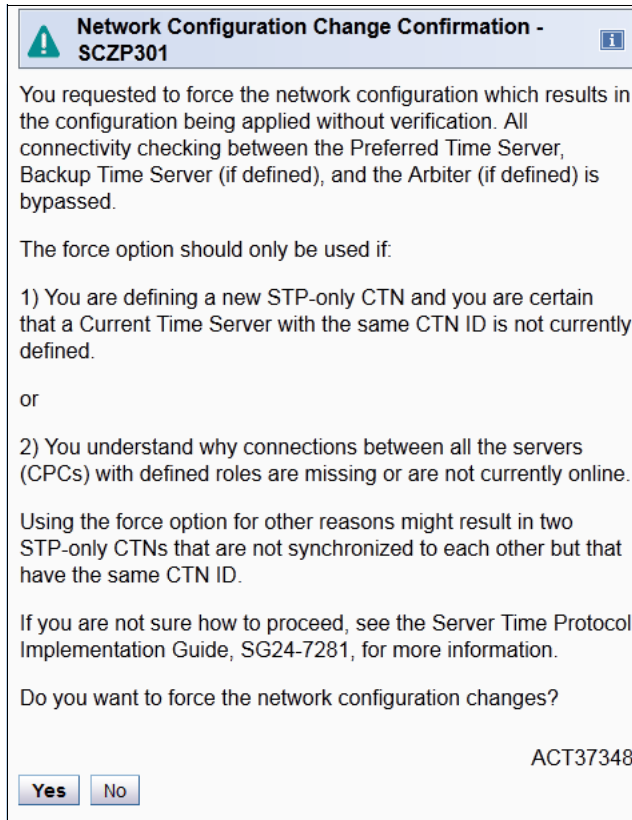 Network Configuration Change Confirmation -
SCZP301
i
You requested to force the network configuration which results in
the configuration being applied without verification. All
connectivity checking between the Preferred Time Server,
Backup Time Server (if defined), and the Arbiter (if defined) is
bypassed.
The force option should only be used if:
1) You are defining a new STP-only CTN and you are certain
that a Current Time Server with the same CTN ID is not currently
defined.
or
2) You understand why connections between all the servers
(CPCs) with defined roles are missing or are not currently online.
Using the force option for other reasons might result in two
STP-only CTNs that are not synchronized to each other but that
have the same CTN ID.
If you are not sure how to proceed, see the Server Time Protocol
Implementation Guide, SG24-7281, for more information.
Do you want to force the network configuration changes?
ACT37348
Yes No